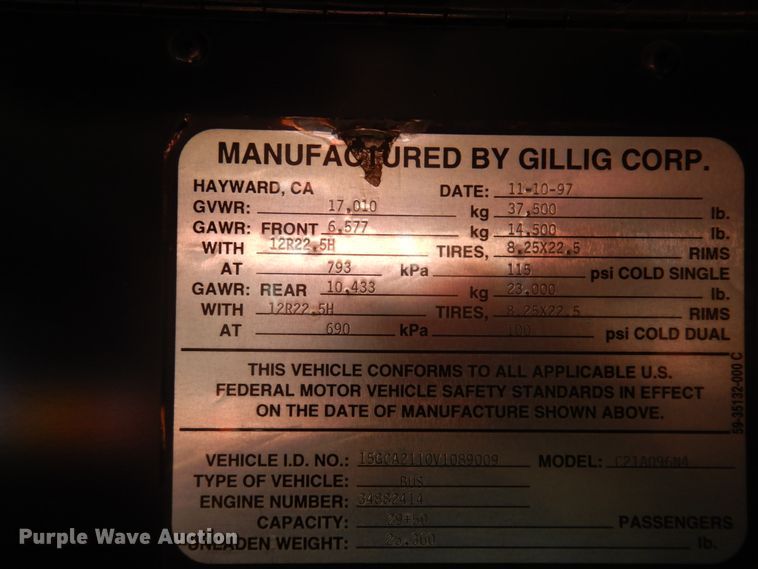 MANUFACTURED BY GILLIG CORP.
HAYWARD, CA DATE: 11-10-97
GVWR: 17,010 kg 37,500 lb.
GAWR: FRONT 6,577 kg 14,500 lb.
WITH 12R22.5H TIRES, 8.25X22.5 RIMS
AT 793 kPa 115 psi COLD SINGLE
GAWR: REAR 10,433 kg 23,000 lb.
WITH 12R22.5H TIRES, 8.25X22.5 RIMS
AT 690 kPa 100 psi COLD DUAL
THIS VEHICLE CONFORMS TO ALL APPLICABLE U.S.
FEDERAL MOTOR VEHICLE SAFETY STANDARDS IN EFFECT
ON THE DATE OF MANUFACTURE SHOWN ABOVE.
59-35132-000 C
VEHICLE I.D. NO.: 15GCA2110V1089009 MODEL: C21A096N4
TYPE OF VEHICLE: BUS
ENGINE NUMBER: 34882414
CAPACITY: 29+50 PASSENGERS
UNLADEN WEIGHT: lb.
Purple Wave Auction